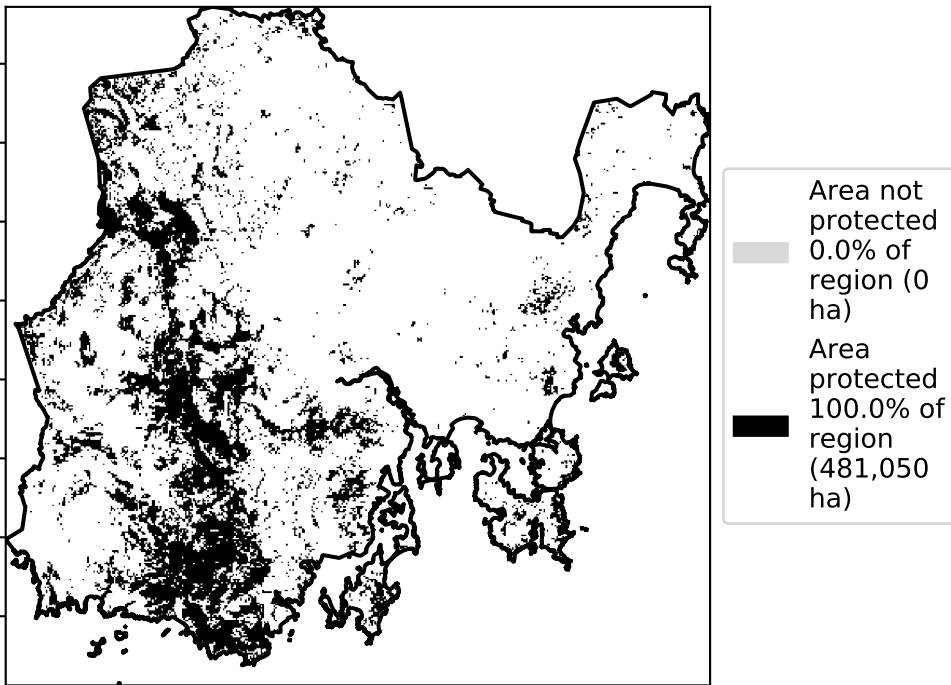 Area not
protected
0.0% of
region (0
ha)
Area
protected
100.0% of
region
(481,050
ha)